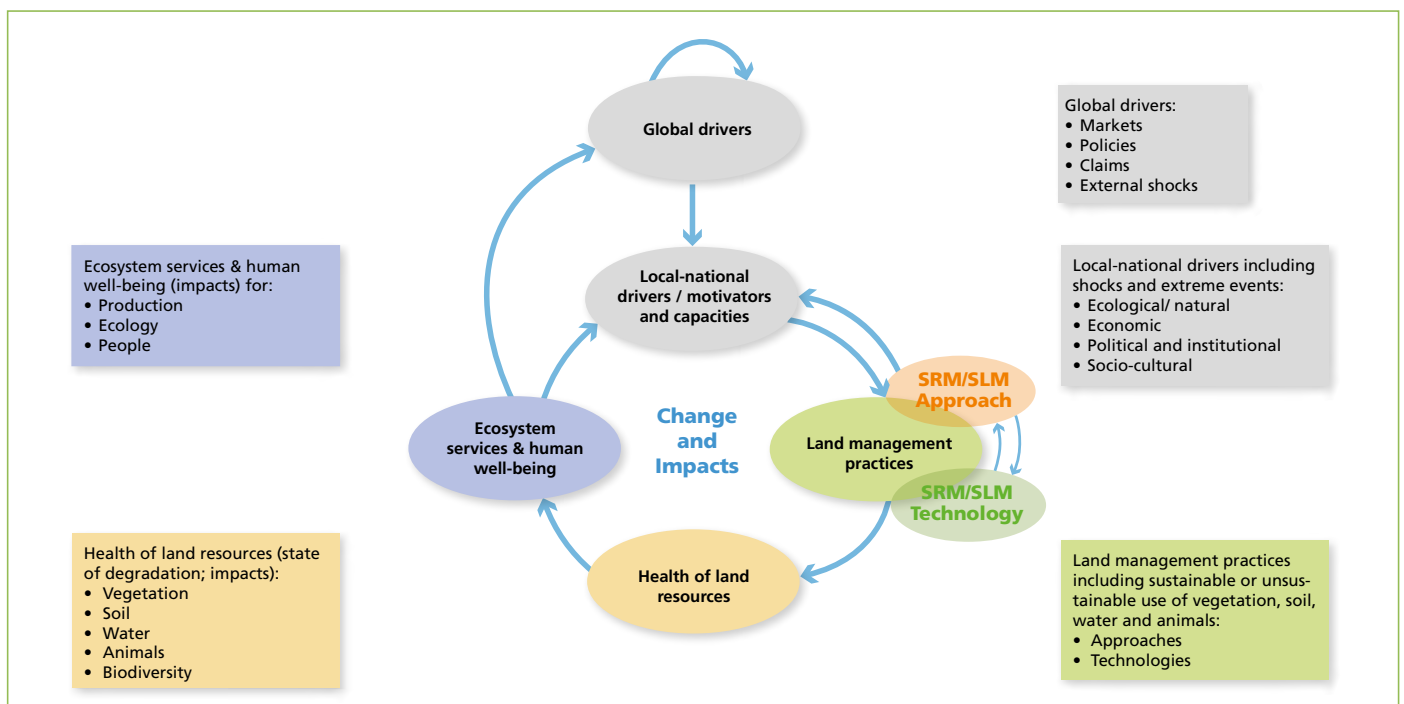 Global drivers
Global drivers:
• Markets
• Policies
• Claims
• External shocks
Ecosystem services & human
well-being (impacts) for:
• Production
• Ecology
• People
Local-national
drivers / motivators
and capacities
Local-national drivers including
shocks and extreme events:
• Ecological/ natural
• Economic
• Political and institutional
• Socio-cultural
SRM/SLM
Approach
Change
and
Impacts
Ecosystem
services & human
well-being
Land management
practices
SRM/SLM
Technology
Health of land resources (state
of degradation; impacts):
• Vegetation
• Soil
• Water
• Animals
• Biodiversity
Health of land
resources
Land management practices
including sustainable or unsus-
tainable use of vegetation, soil,
water and animals:
• Approaches
• Technologies